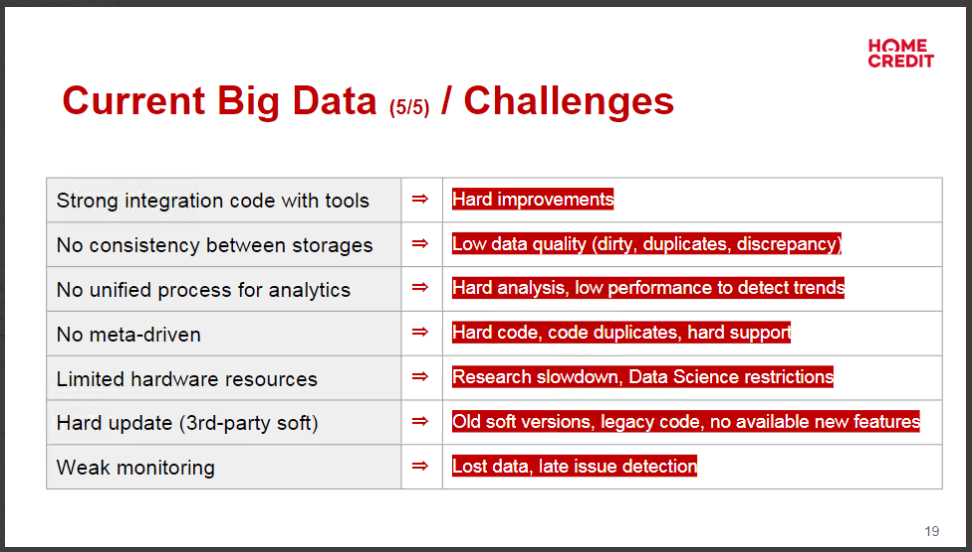 HOME
CREDIT
Current Big Data (5/5) / Challenges
Strong integration code with tools ⇒ Hard improvements
No consistency between storages ⇒ Low data quality (dirty, duplicates, discrepancy)
No unified process for analytics ⇒ Hard analysis, low performance to detect trends
No meta-driven ⇒ Hard code, code duplicates, hard support
Limited hardware resources ⇒ Research slowdown, Data Science restrictions
Hard update (3rd-party soft) ⇒ Old soft versions, legacy code, no available new features
Weak monitoring ⇒ Lost data, late issue detection
19